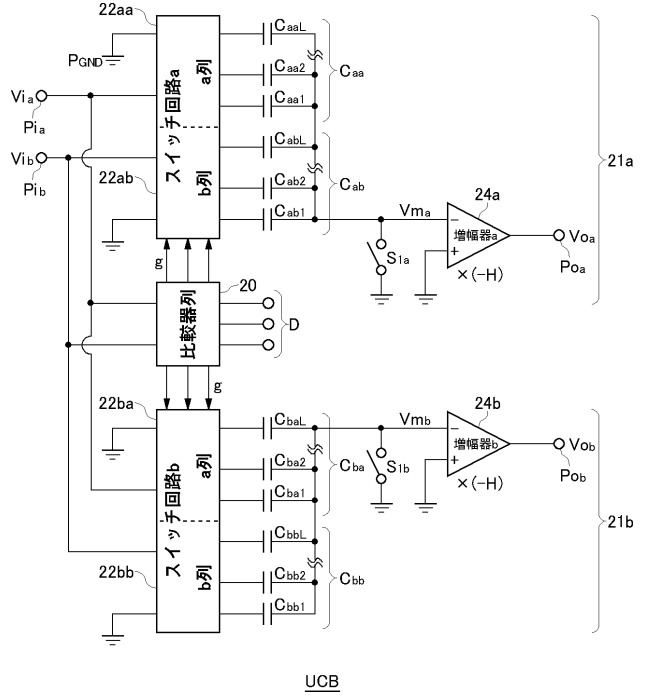 22aa
PGND
Via
Pia
Vib
Pib
22ab
スイッチ回路a
a列
b列
CaaL
Caa2
Caa1
Caa
CabL
Cab2
Cab1
Cab
Vma
S1a
24a
増幅器a
×(-H)
Voa
Poa
21a
g
20
比較器列
D
g
22ba
スイッチ回路b
a列
b列
22bb
CbaL
Cba2
Cba1
Cba
CbbL
Cbb2
Cbb1
Cbb
Vmb
S1b
24b
増幅器b
×(-H)
Vob
Pob
21b
UCB